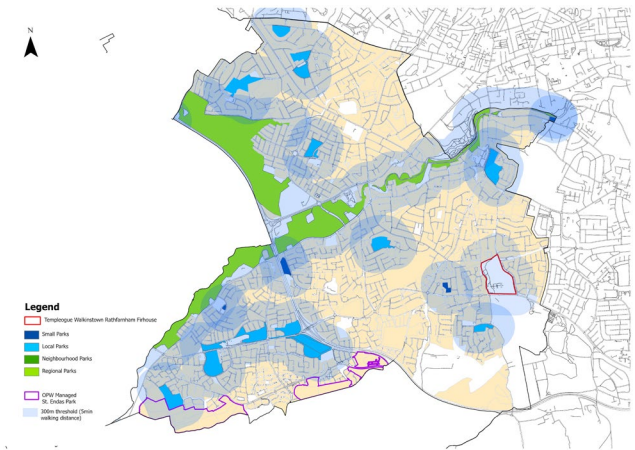 N
Legend
Templeogue Walkinstown Rathfarnham Firhouse
Small Parks
Local Parks
Neighbourhood Parks
Regional Parks
OPW Managed
St. Endas Park
300m threshold (5min
walking distance)